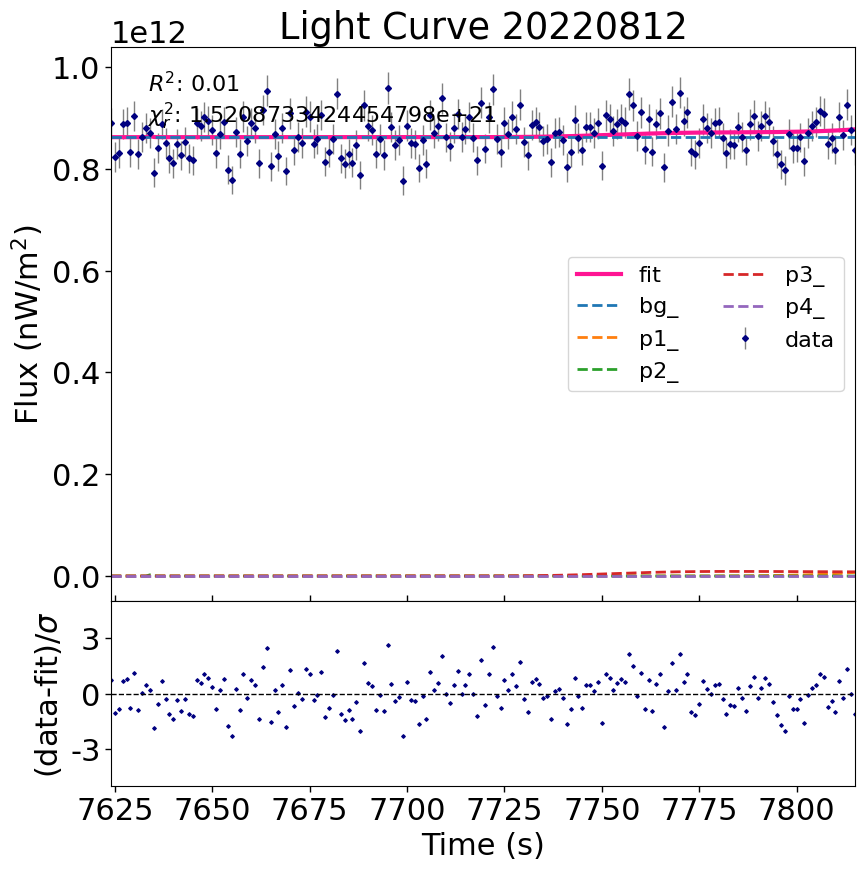 Light Curve 20220812
1e12
R²: 0.01
χ²: 1.5208733424454798e+21
1.0
0.8
0.6
0.4
0.2
0.0
Flux (nW/m²)
fit
bg_
p1_
p2_
p3_
p4_
data
3
0
-3
(data-fit)/σ
7625 7650 7675 7700 7725 7750 7775 7800
Time (s)